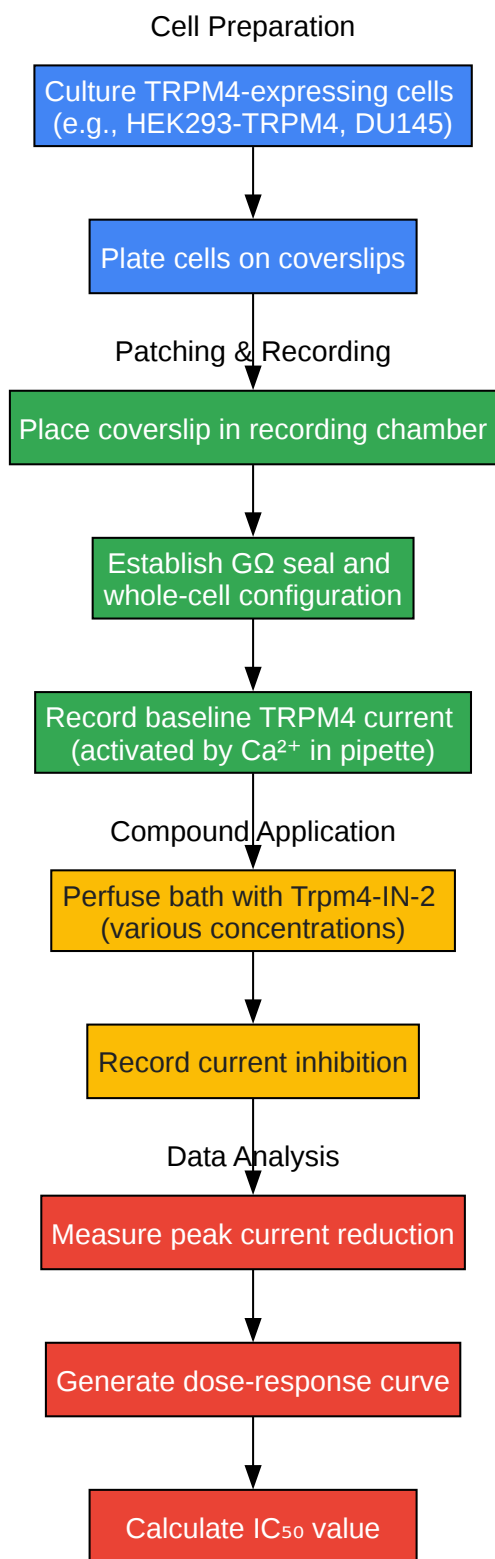 Cell Preparation
Culture TRPM4-expressing cells
(e.g., HEK293-TRPM4, DU145)
Plate cells on coverslips
Patching & Recording
Place coverslip in recording chamber
Establish GΩ seal and
whole-cell configuration
Record baseline TRPM4 current
(activated by Ca²⁺ in pipette)
Compound Application
Perfuse bath with Trpm4-IN-2
(various concentrations)
Record current inhibition
Data Analysis
Measure peak current reduction
Generate dose-response curve
Calculate IC₅₀ value